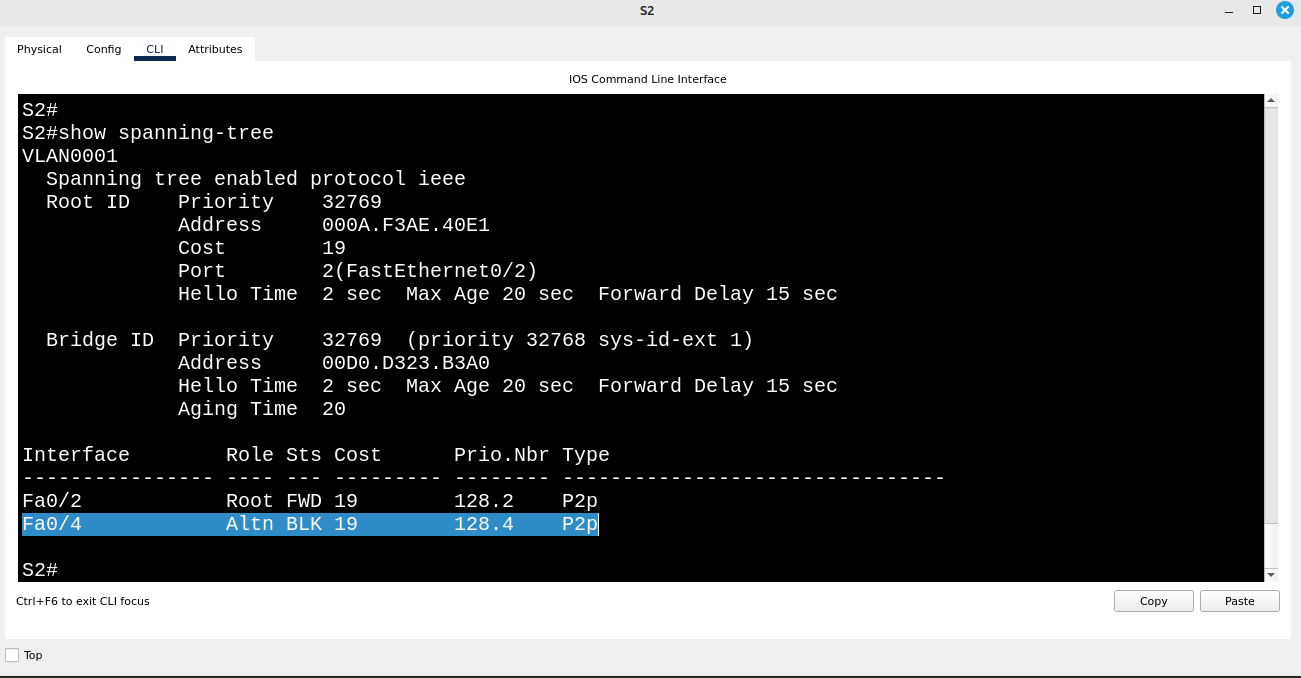 S2
Physical Config CLI Attributes
IOS Command Line Interface
S2#
S2#show spanning-tree
VLAN0001
  Spanning tree enabled protocol ieee
  Root ID    Priority    32769
             Address     000A.F3AE.40E1
             Cost        19
             Port        2(FastEthernet0/2)
             Hello Time  2 sec  Max Age 20 sec  Forward Delay 15 sec

  Bridge ID  Priority    32769  (priority 32768 sys-id-ext 1)
             Address     00D0.D323.B3A0
             Hello Time  2 sec  Max Age 20 sec  Forward Delay 15 sec
             Aging Time  20

Interface        Role Sts Cost      Prio.Nbr Type
---------------- ---- --- --------- -------- --------------------------------
Fa0/2            Root FWD 19        128.2    P2p
Fa0/4            Altn BLK 19        128.4    P2p

S2#
Ctrl+F6 to exit CLI focus
Copy Paste
Top